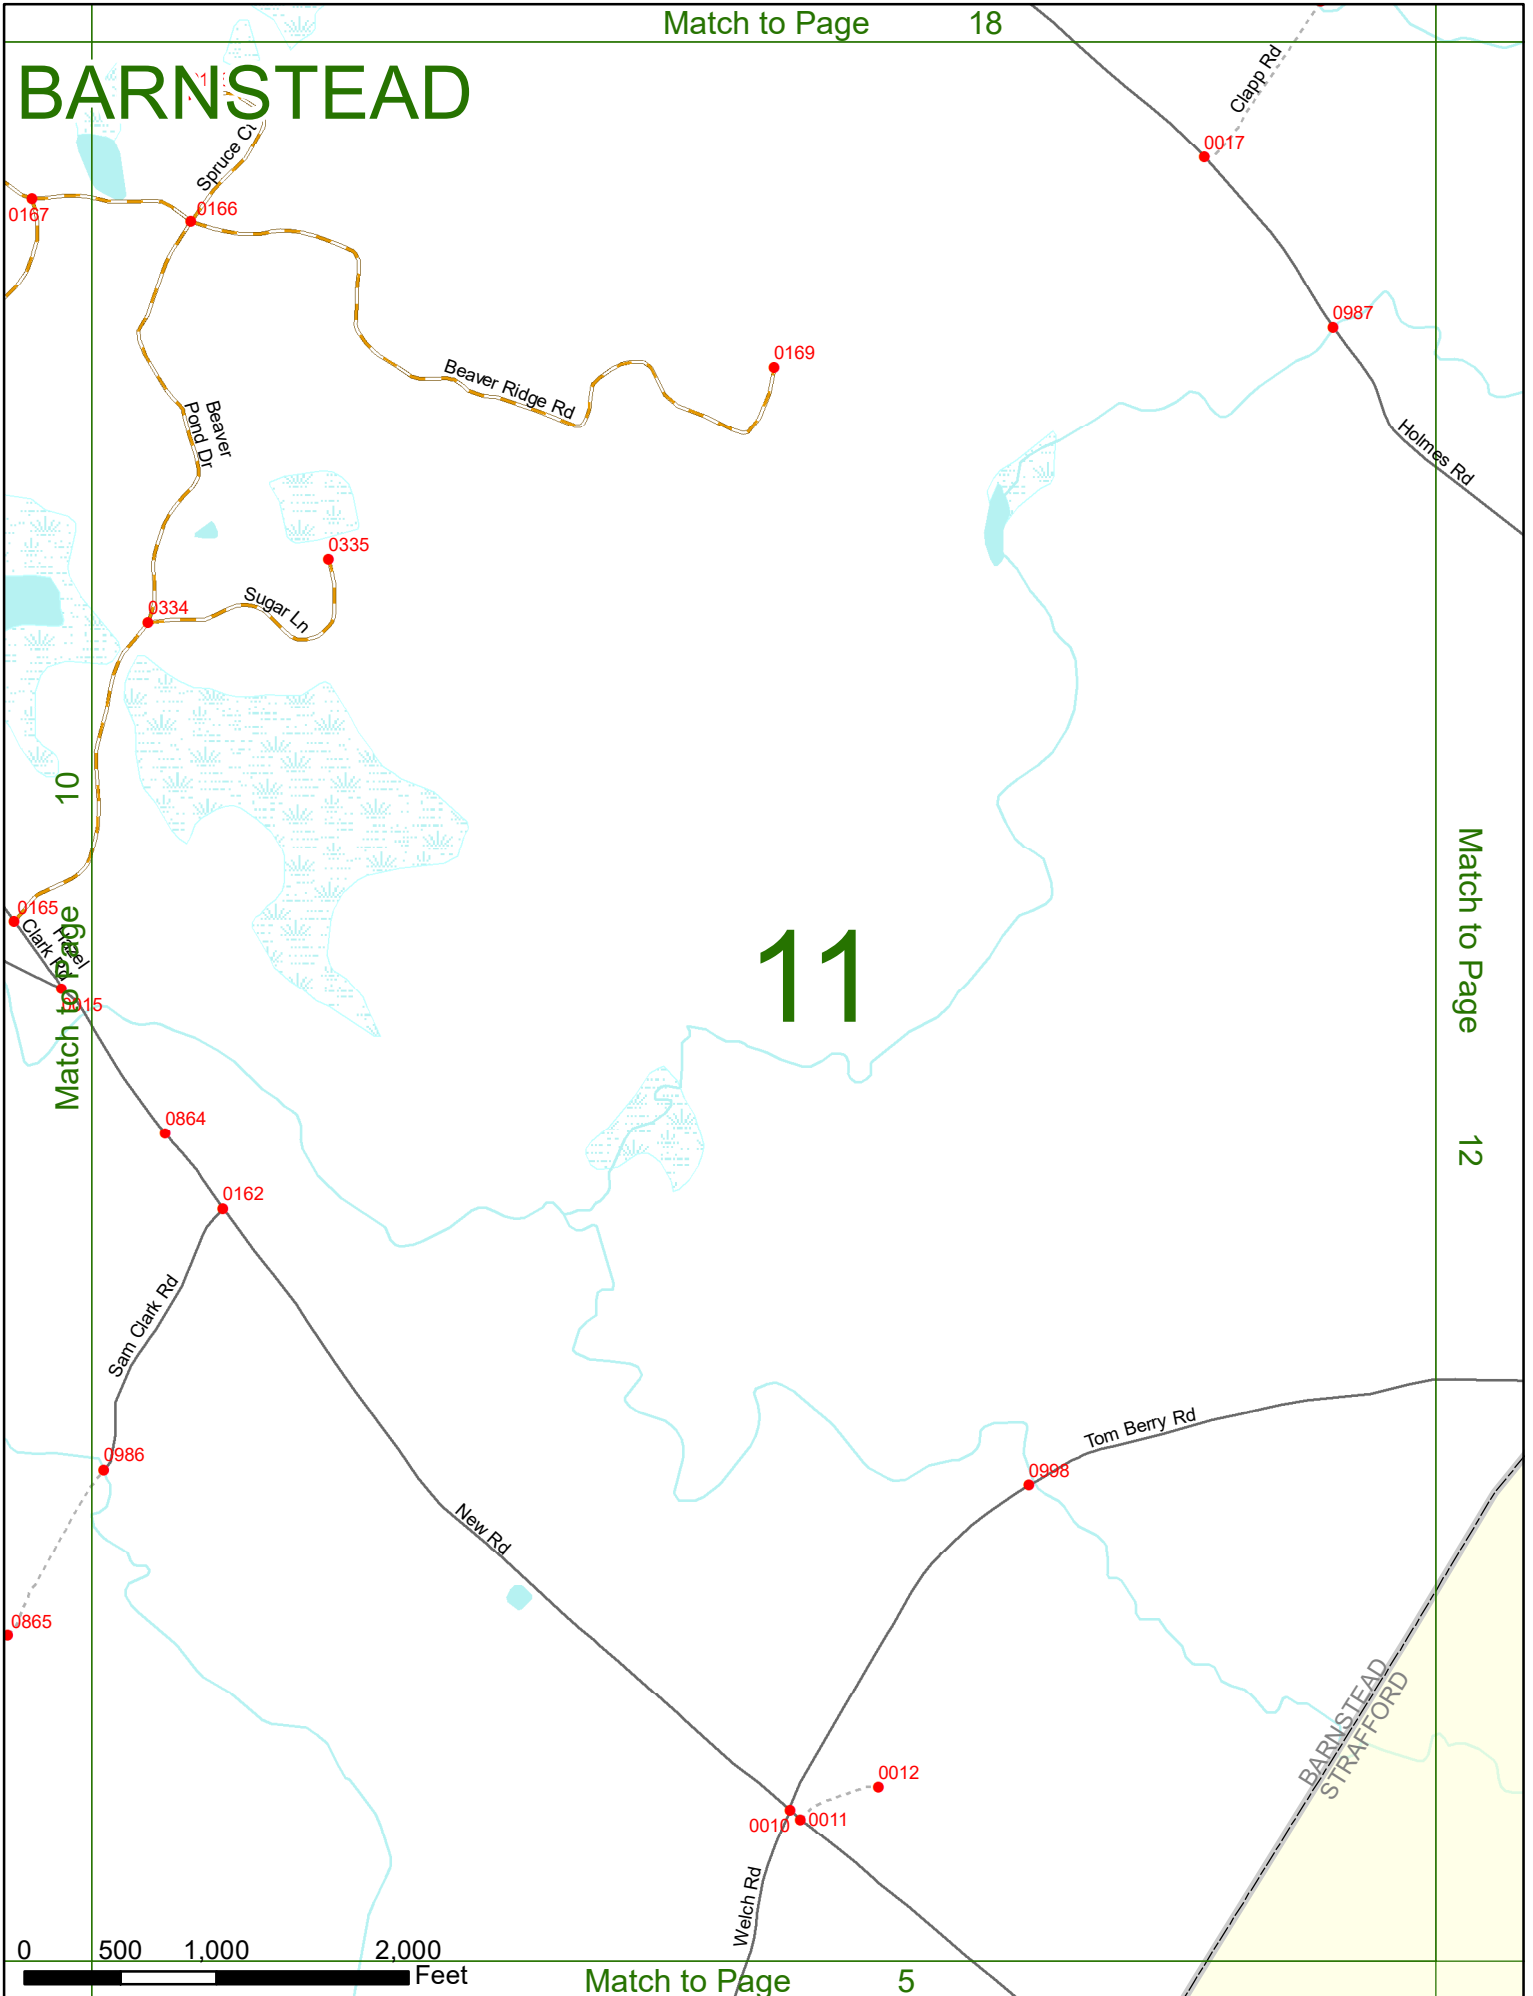 Match to Page 18
BARNSTEAD
Clapp Rd
0017
Spruce Ct
0167
0166
0987
0169
Beaver Ridge Rd
Beaver
Pond Dr
Holmes Rd
0335
Sugar Ln
0334
Match to Page 10
0165
Hazel
Clark Rd
0015
11
Match to Page 12
0864
0162
Sam Clark Rd
0986
Tom Berry Rd
0998
New Rd
0865
BARNSTEAD
STRAFFORD
0012
0010
0011
Welch Rd
0 500 1,000 2,000
Feet
Match to Page 5